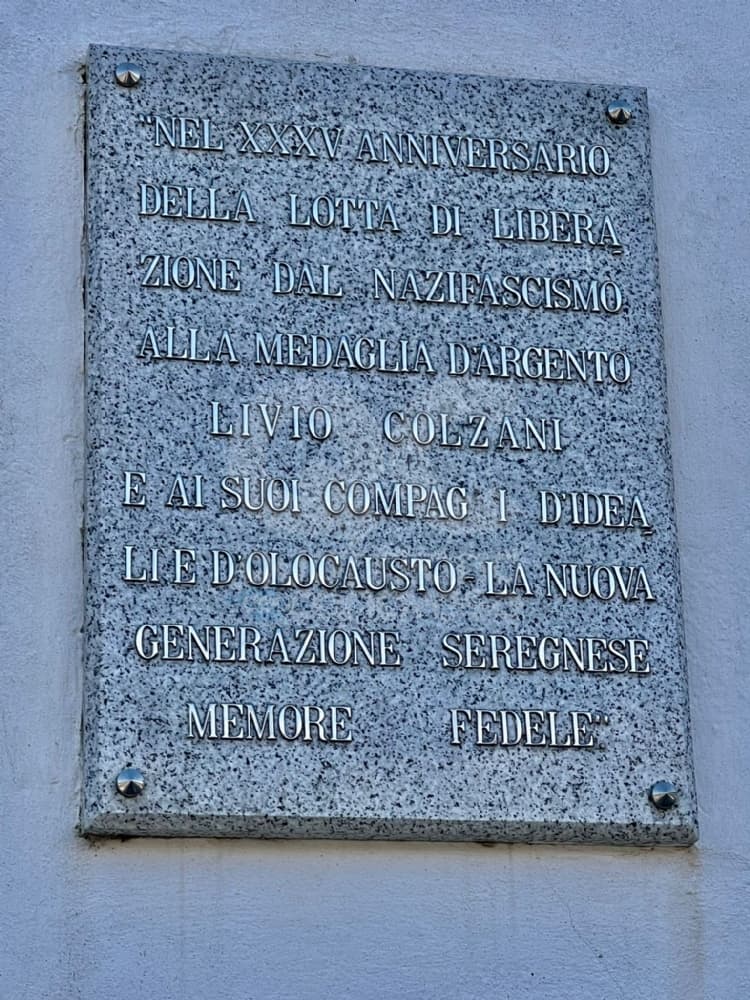 "NEL XXXV ANNIVERSARIO
DELLA LOTTA DI LIBERA
ZIONE DAL NAZIFASCISMO
ALLA MEDAGLIA D'ARGENTO
LIVIO COLZANI
E AI SUOI COMPAG I D'IDEA
LI E D'OLOCAUSTO - LA NUOVA
GENERAZIONE SEREGNESE
MEMORE FEDELE"